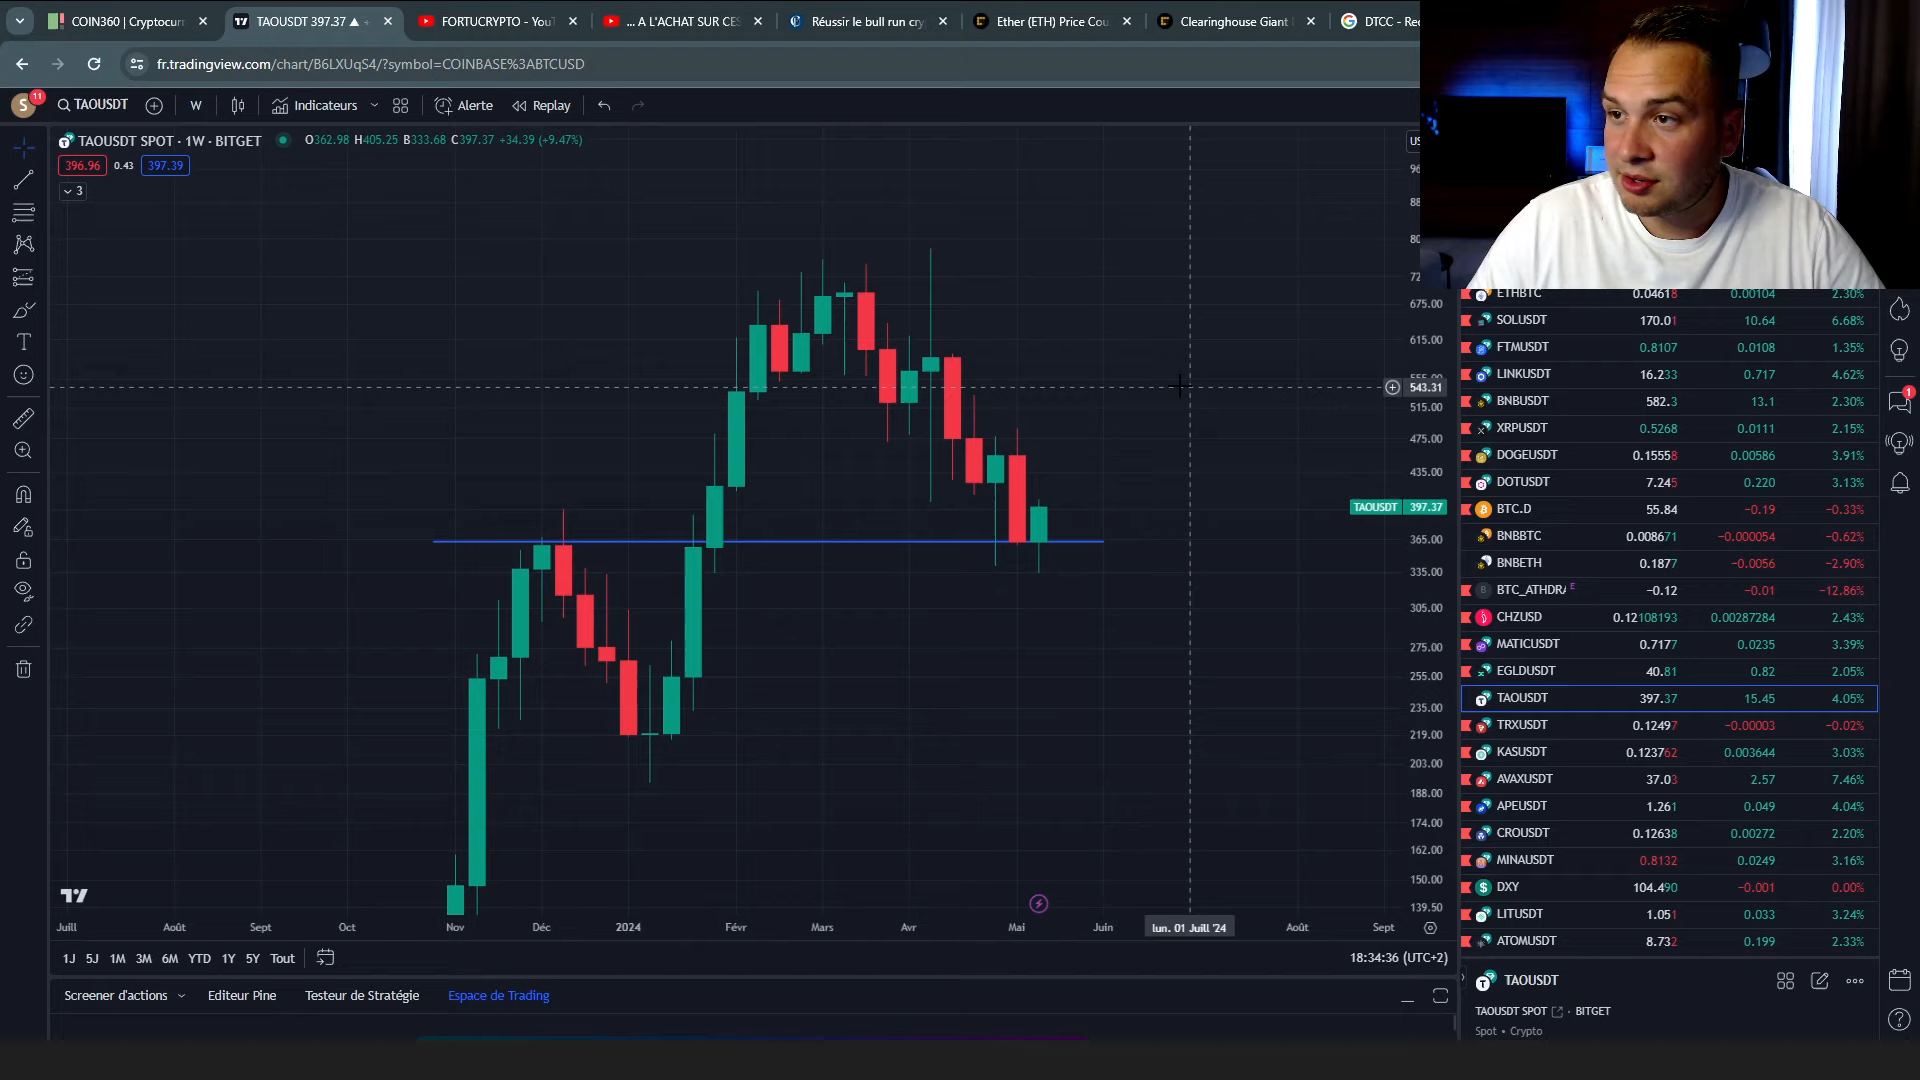 COIN360 | Cryptocurr
TAOUSDT 397.37 ▲
FORTUCRYPTO - YouT
... A L'ACHAT SUR CES
Réussir le bull run cry
Ether (ETH) Price Cou
Clearinghouse Giant
DTCC - Rec
fr.tradingview.com/chart/B6LXUqS4/?symbol=COINBASE%3ABTCUSD
S 11 TAOUSDT W Indicateurs Alerte Replay
TAOUSDT SPOT · 1W · BITGET O362.98 H405.25 B333.68 C397.37 +34.39 (+9.47%)
396.96 0.43 397.39
3
US
96
88
80
72
675.00
615.00
555.00
543.31
515.00
475.00
435.00
TAOUSDT 397.37
365.00
335.00
305.00
275.00
255.00
235.00
219.00
203.00
188.00
174.00
162.00
150.00
139.50
Juill Août Sept Oct Nov Déc 2024 Févr Mars Avr Mai Juin lun. 01 Juill '24 Août Sept
1J 5J 1M 3M 6M YTD 1Y 5Y Tout 18:34:36 (UTC+2)
Screener d'actions Editeur Pine Testeur de Stratégie Espace de Trading
ETHBTC 0.04618 0.00104 2.30%
SOLUSDT 170.01 10.64 6.68%
FTMUSDT 0.8107 0.0108 1.35%
LINKUSDT 16.233 0.717 4.62%
BNBUSDT 582.3 13.1 2.30%
XRPUSDT 0.5268 0.0111 2.15%
DOGEUSDT 0.15558 0.00586 3.91%
DOTUSDT 7.245 0.220 3.13%
BTC.D 55.84 −0.19 −0.33%
BNBBTC 0.008671 −0.000054 −0.62%
BNBETH 0.1877 −0.0056 −2.90%
BTC_ATHDRA E −0.12 −0.01 −12.86%
CHZUSD 0.12108193 0.00287284 2.43%
MATICUSDT 0.7177 0.0235 3.39%
EGLDUSDT 40.81 0.82 2.05%
TAOUSDT 397.37 15.45 4.05%
TRXUSDT 0.12497 −0.00003 −0.02%
KASUSDT 0.123762 0.003644 3.03%
AVAXUSDT 37.03 2.57 7.46%
APEUSDT 1.261 0.049 4.04%
CROUSDT 0.12638 0.00272 2.20%
MINAUSDT 0.8132 0.0249 3.16%
DXY 104.490 −0.001 0.00%
LITUSDT 1.051 0.033 3.24%
ATOMUSDT 8.732 0.199 2.33%
TAOUSDT
TAOUSDT SPOT · BITGET
Spot • Crypto
1